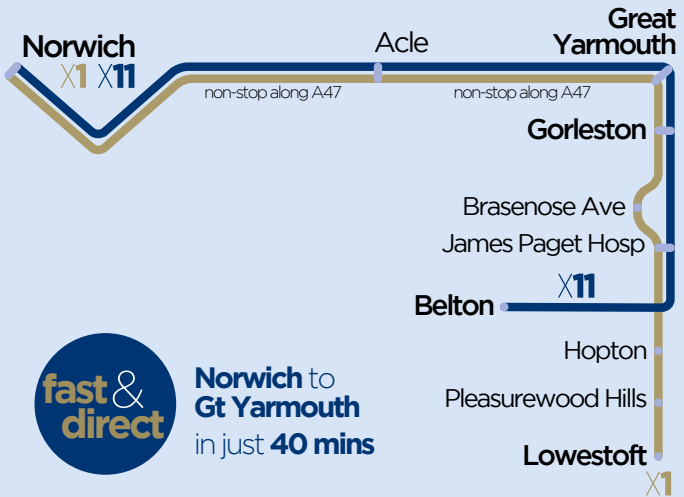 Norwich
X1 X11
Acle
Great
Yarmouth
non-stop along A47
non-stop along A47
Gorleston
Brasenose Ave
James Paget Hosp
X11
Belton
Hopton
Pleasurewood Hills
Lowestoft
X1
fast &
direct
Norwich to
Gt Yarmouth
in just 40 mins